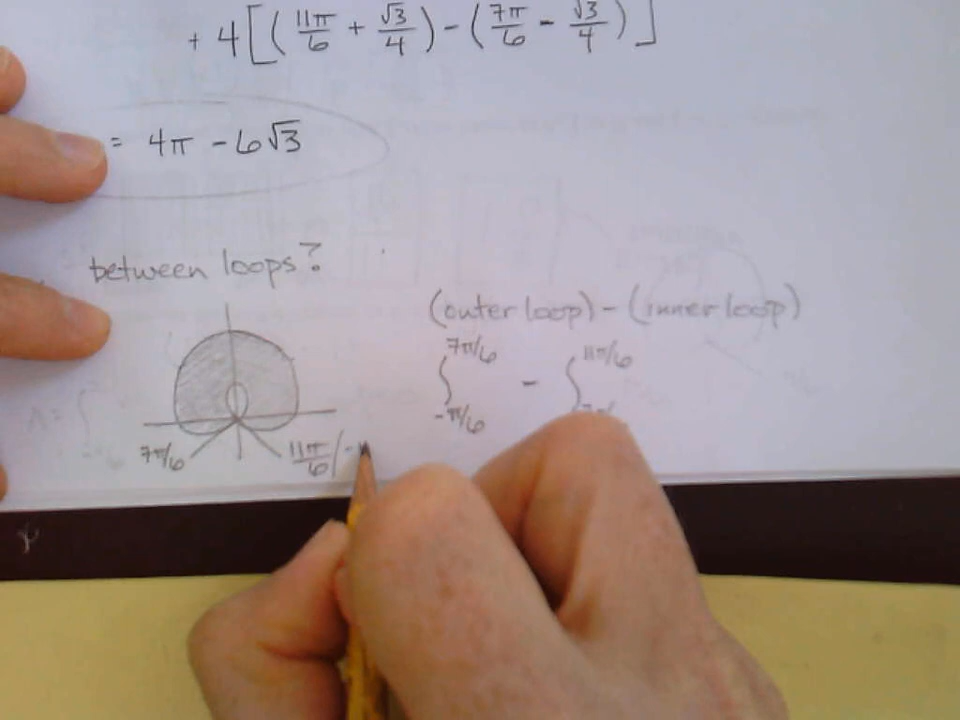 + 4[(11π/6 + √3/4) - (7π/6 - √3/4)]
= 4π - 6√3
between loops?
(outer loop) - (inner loop)
∫_{-π/6}^{7π/6} - ∫^{11π/6}
7π/6 11π/6 / -